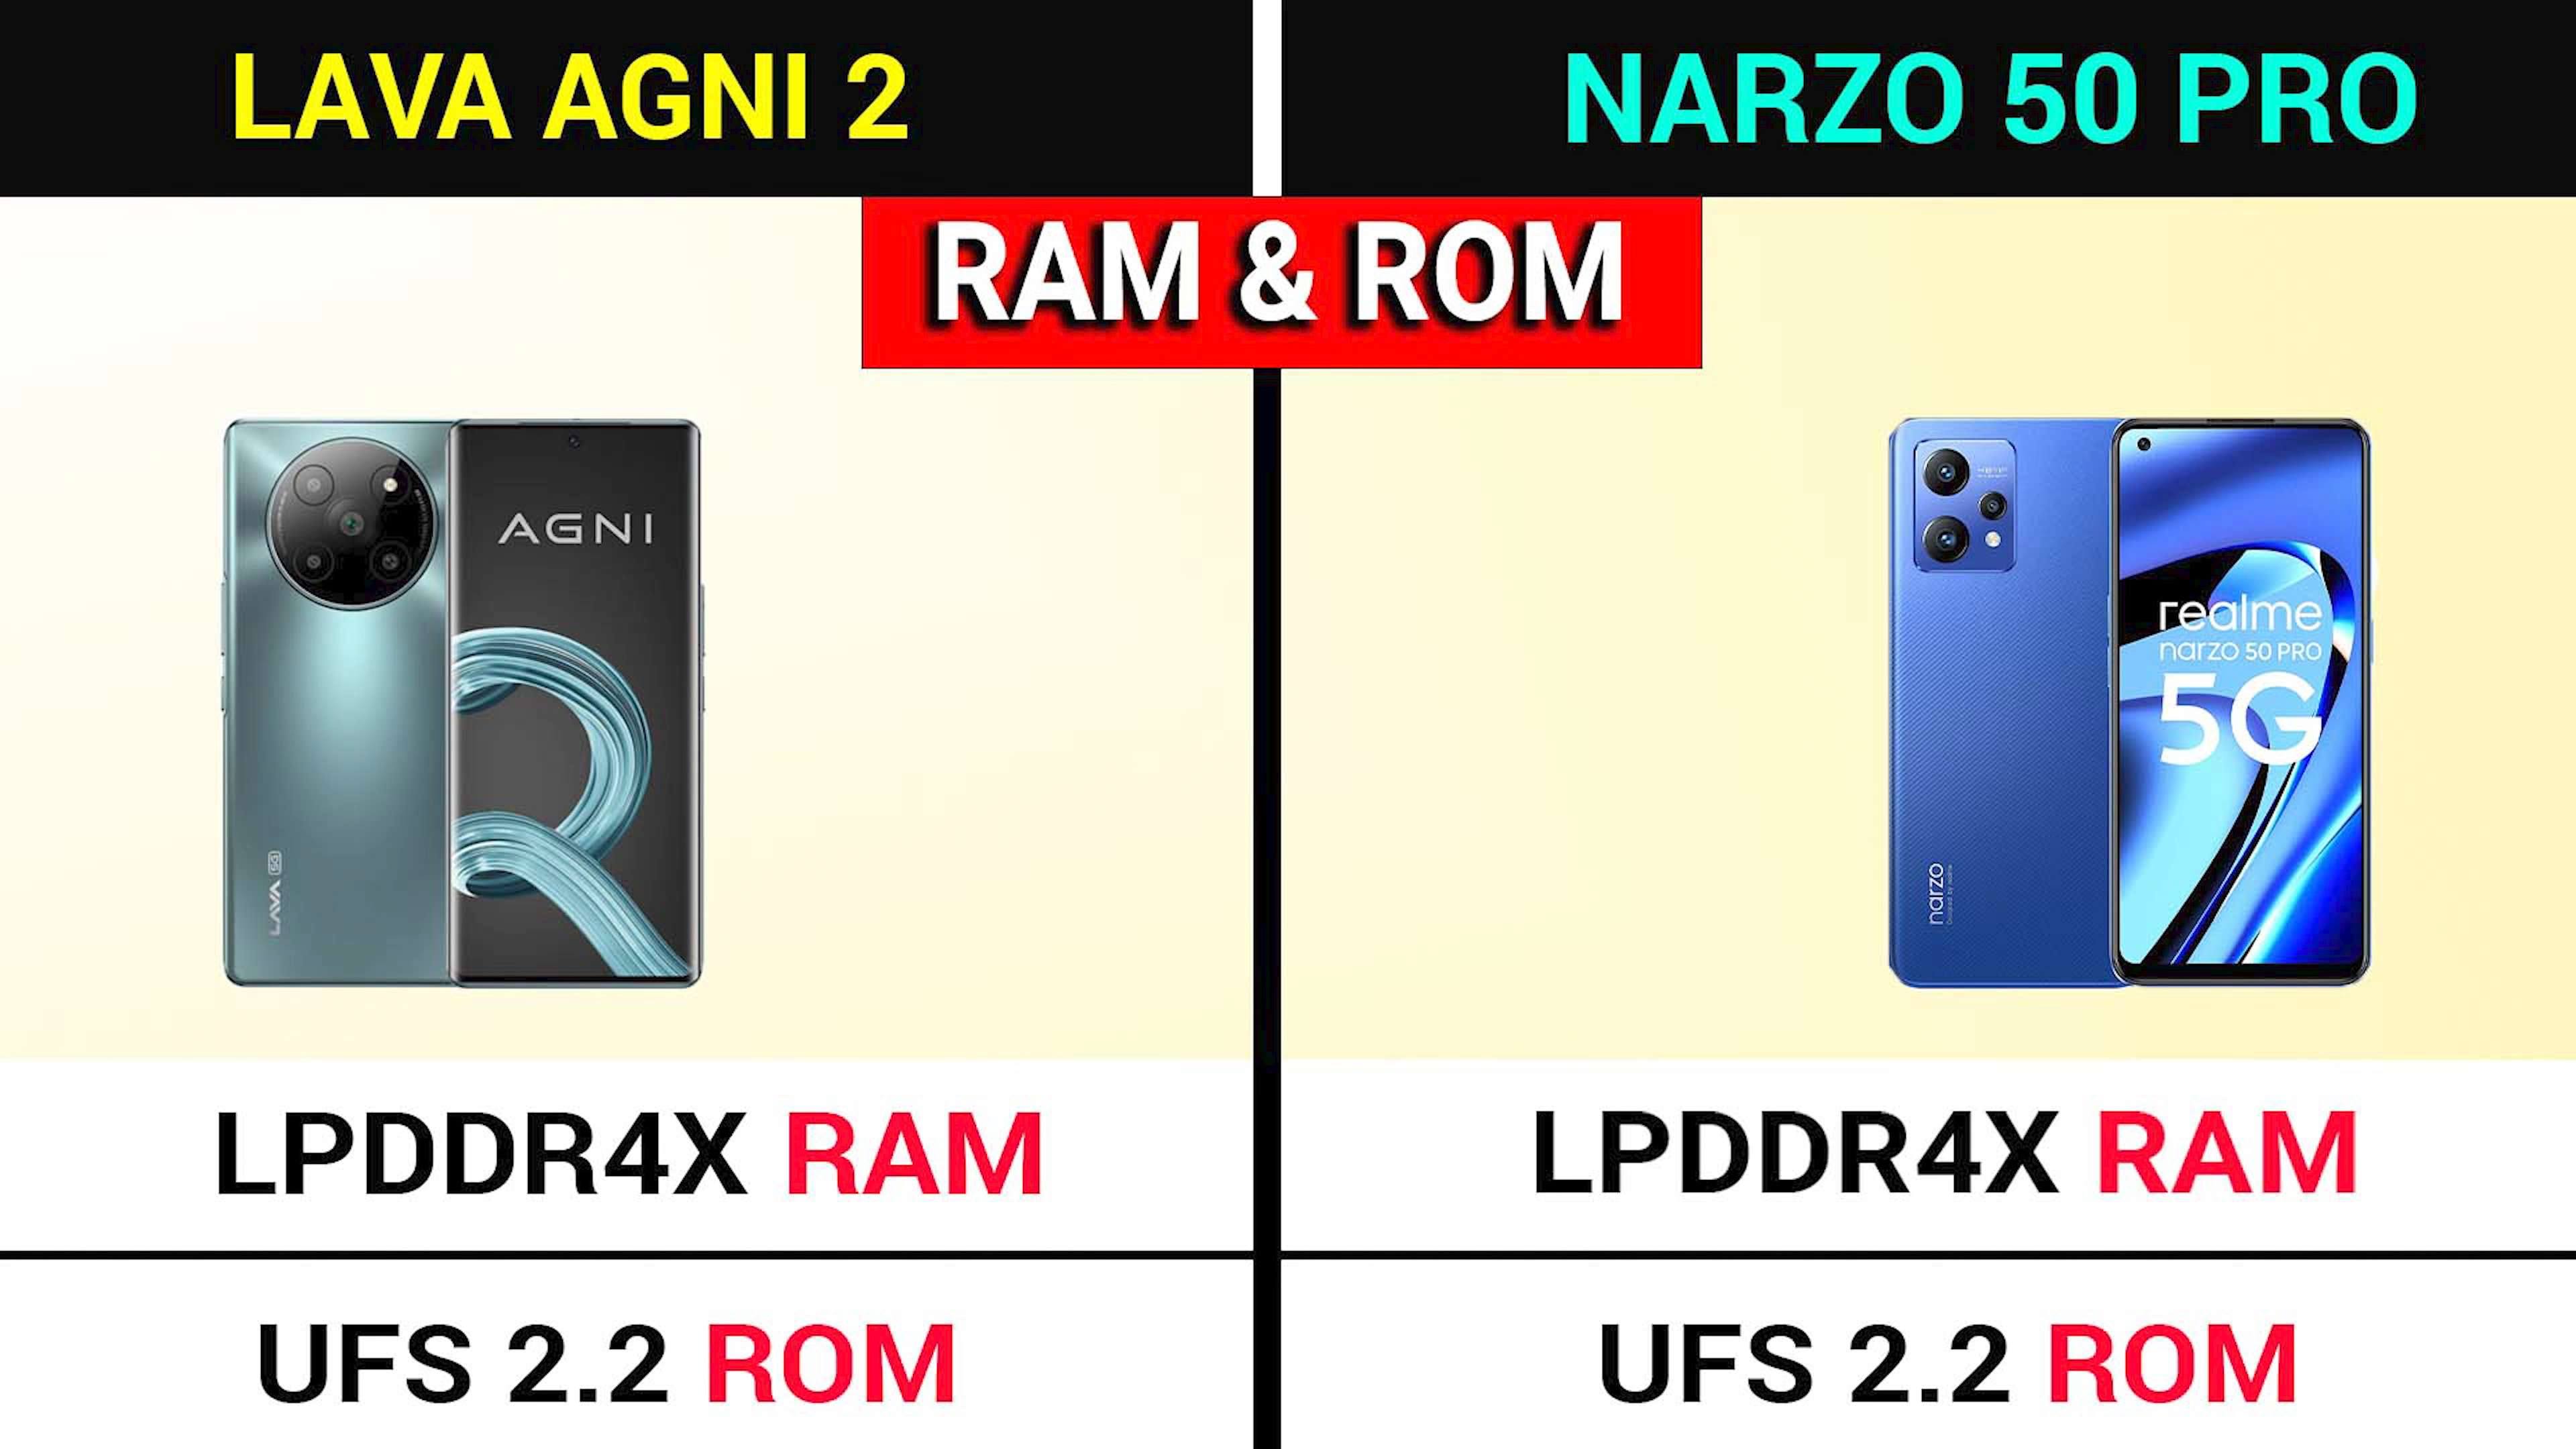 LAVA AGNI 2
NARZO 50 PRO
RAM & ROM
AGNI
LAVA 5G
realme
narzo 50 PRO
5G
narzo
LPDDR4X RAM
LPDDR4X RAM
UFS 2.2 ROM
UFS 2.2 ROM